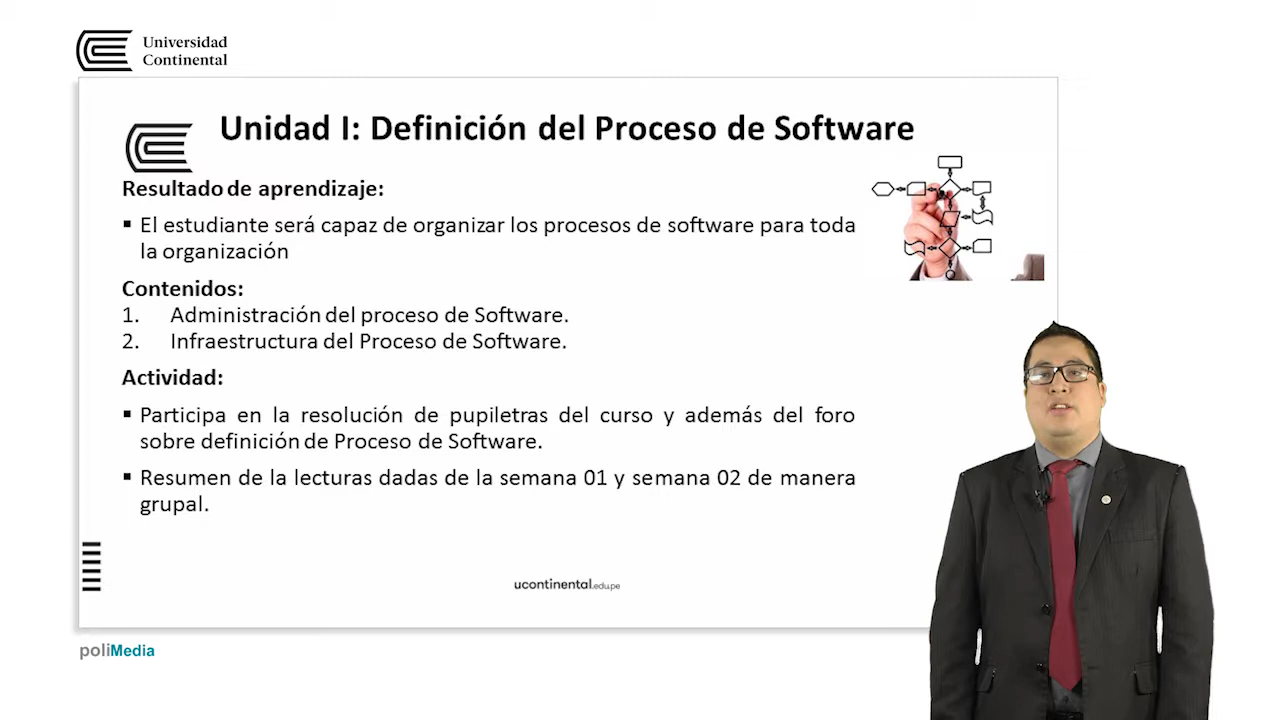 Universidad
Continental
Unidad I: Definición del Proceso de Software
Resultado de aprendizaje:
▪ El estudiante será capaz de organizar los procesos de software para toda
la organización
Contenidos:
1. Administración del proceso de Software.
2. Infraestructura del Proceso de Software.
Actividad:
▪ Participa en la resolución de pupiletras del curso y además del foro
sobre definición de Proceso de Software.
▪ Resumen de la lecturas dadas de la semana 01 y semana 02 de manera
grupal.
ucontinental.edu.pe
poliMedia